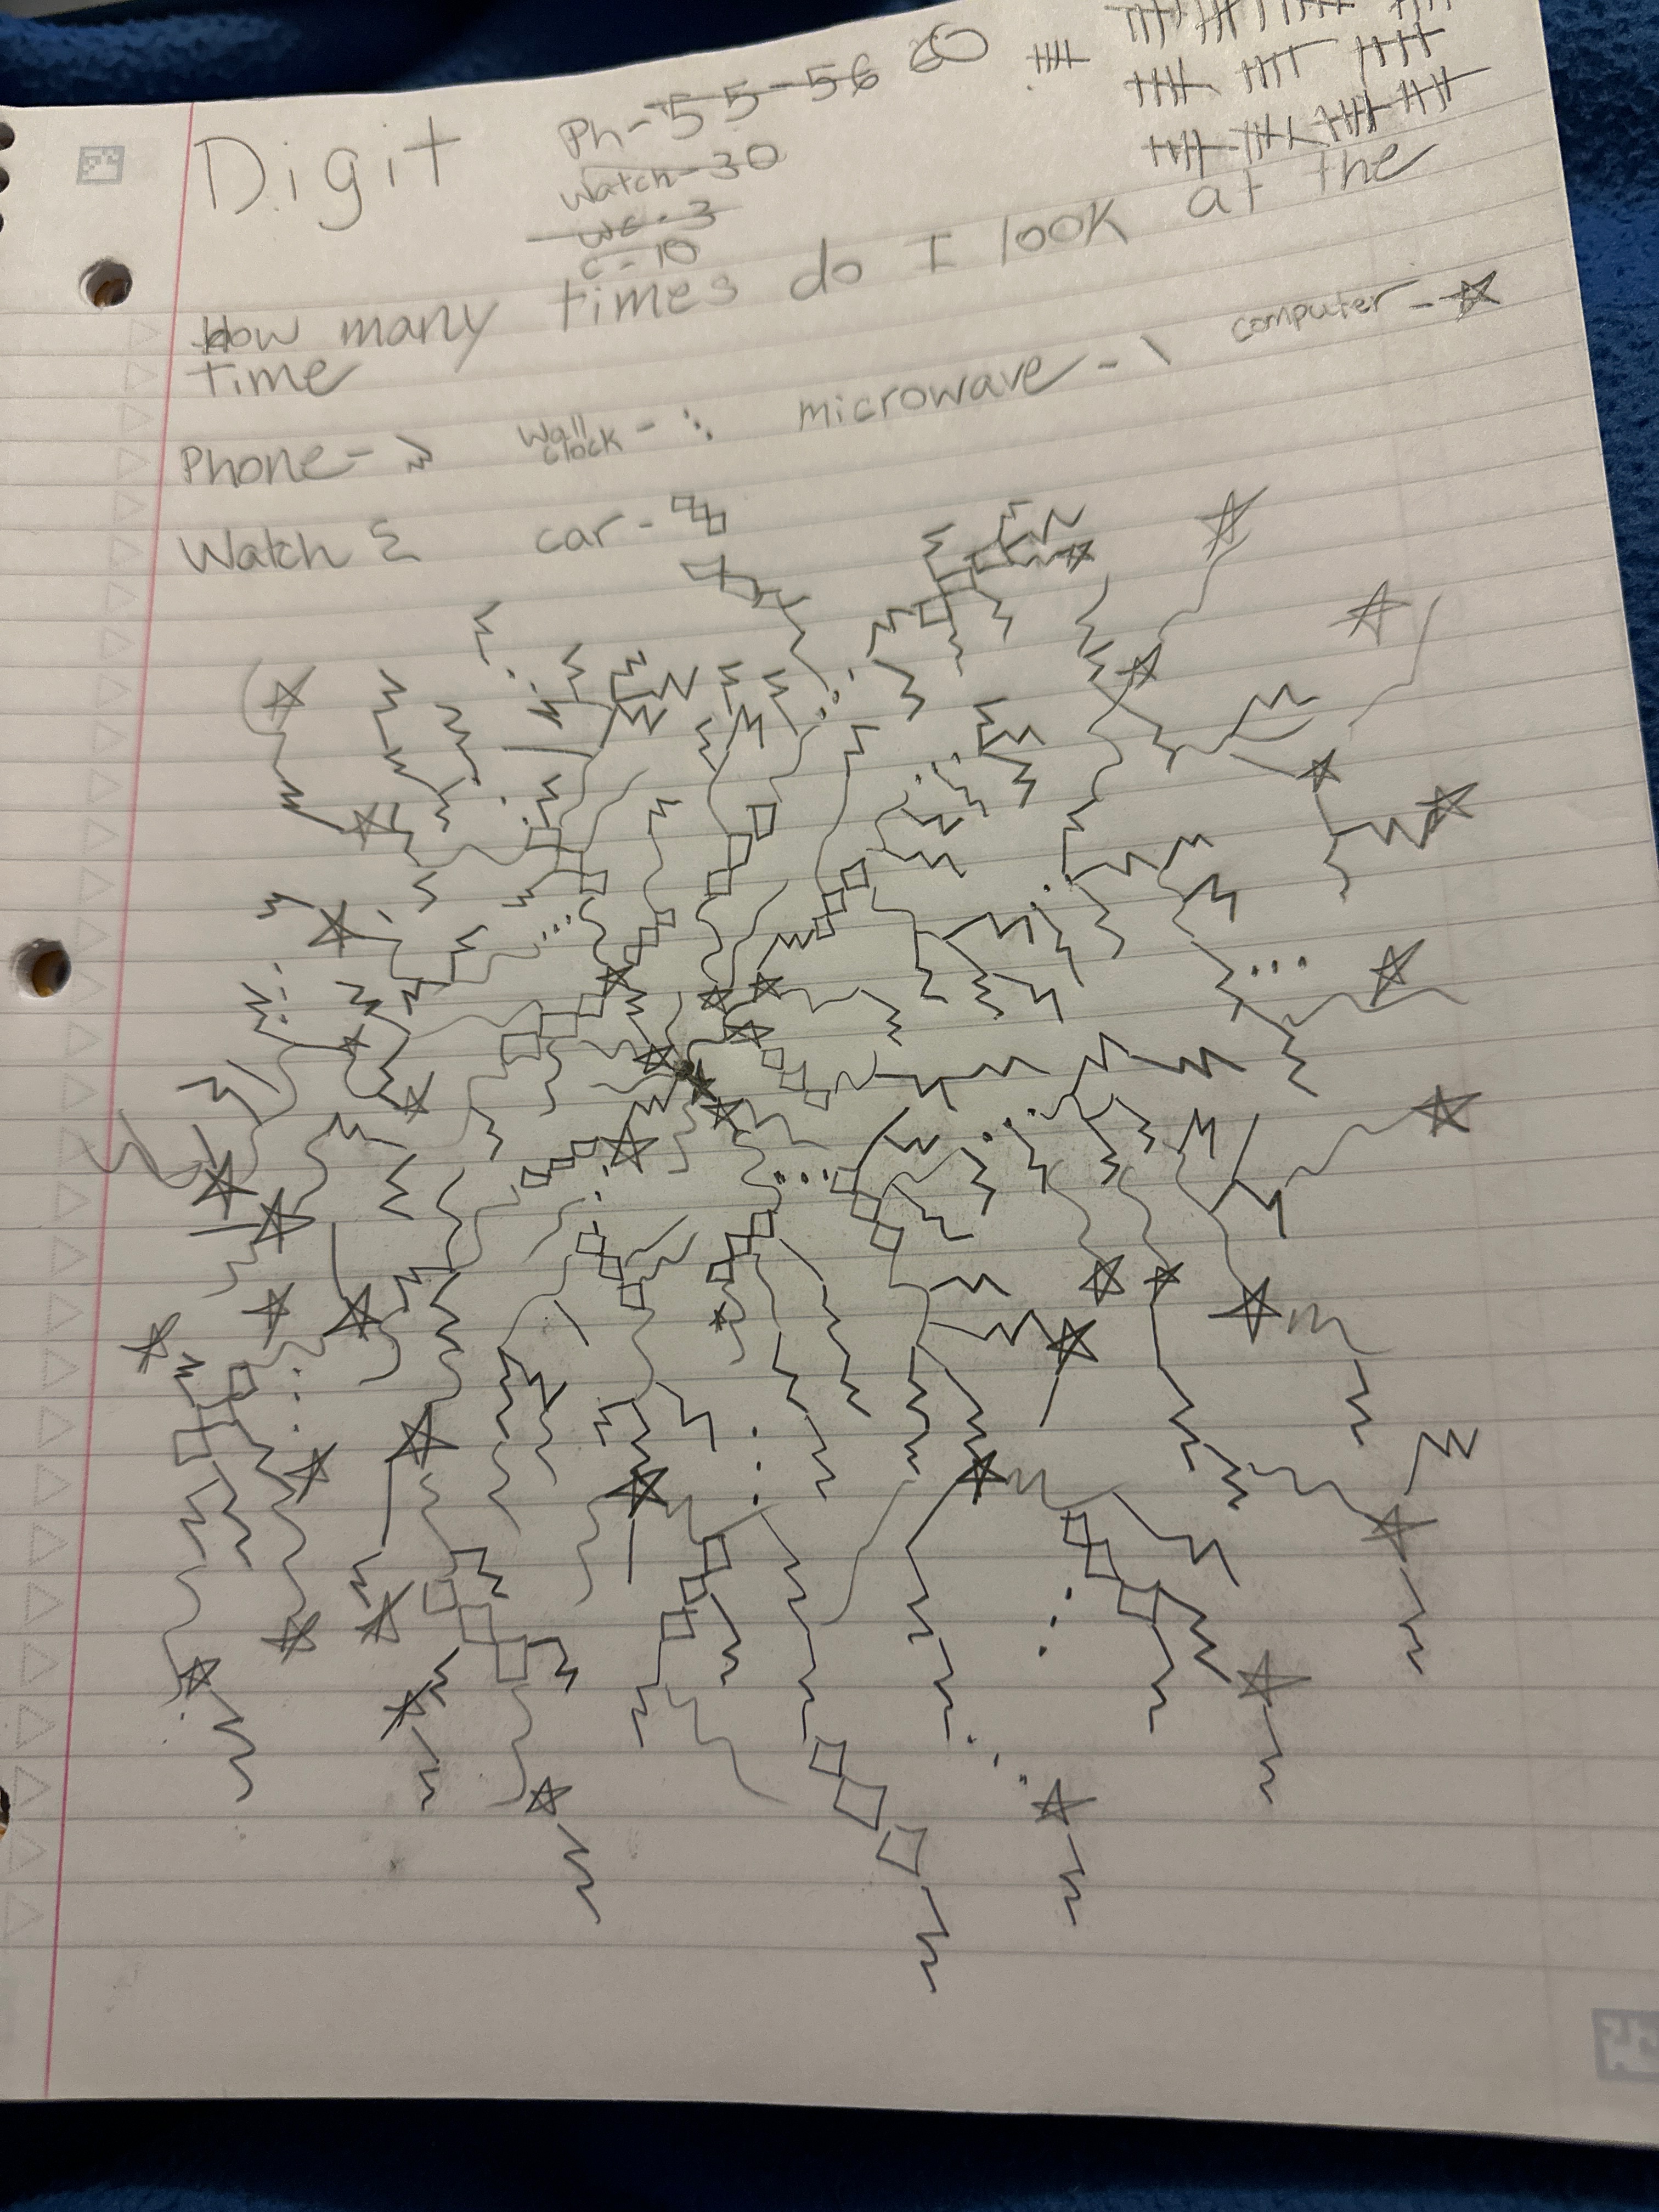 Digit
Ph-55-56 60
Watch-30
wc-3
c-10
How many times do I look at the
time
Phone- Wall clock - microwave - \ computer -
Watch car -